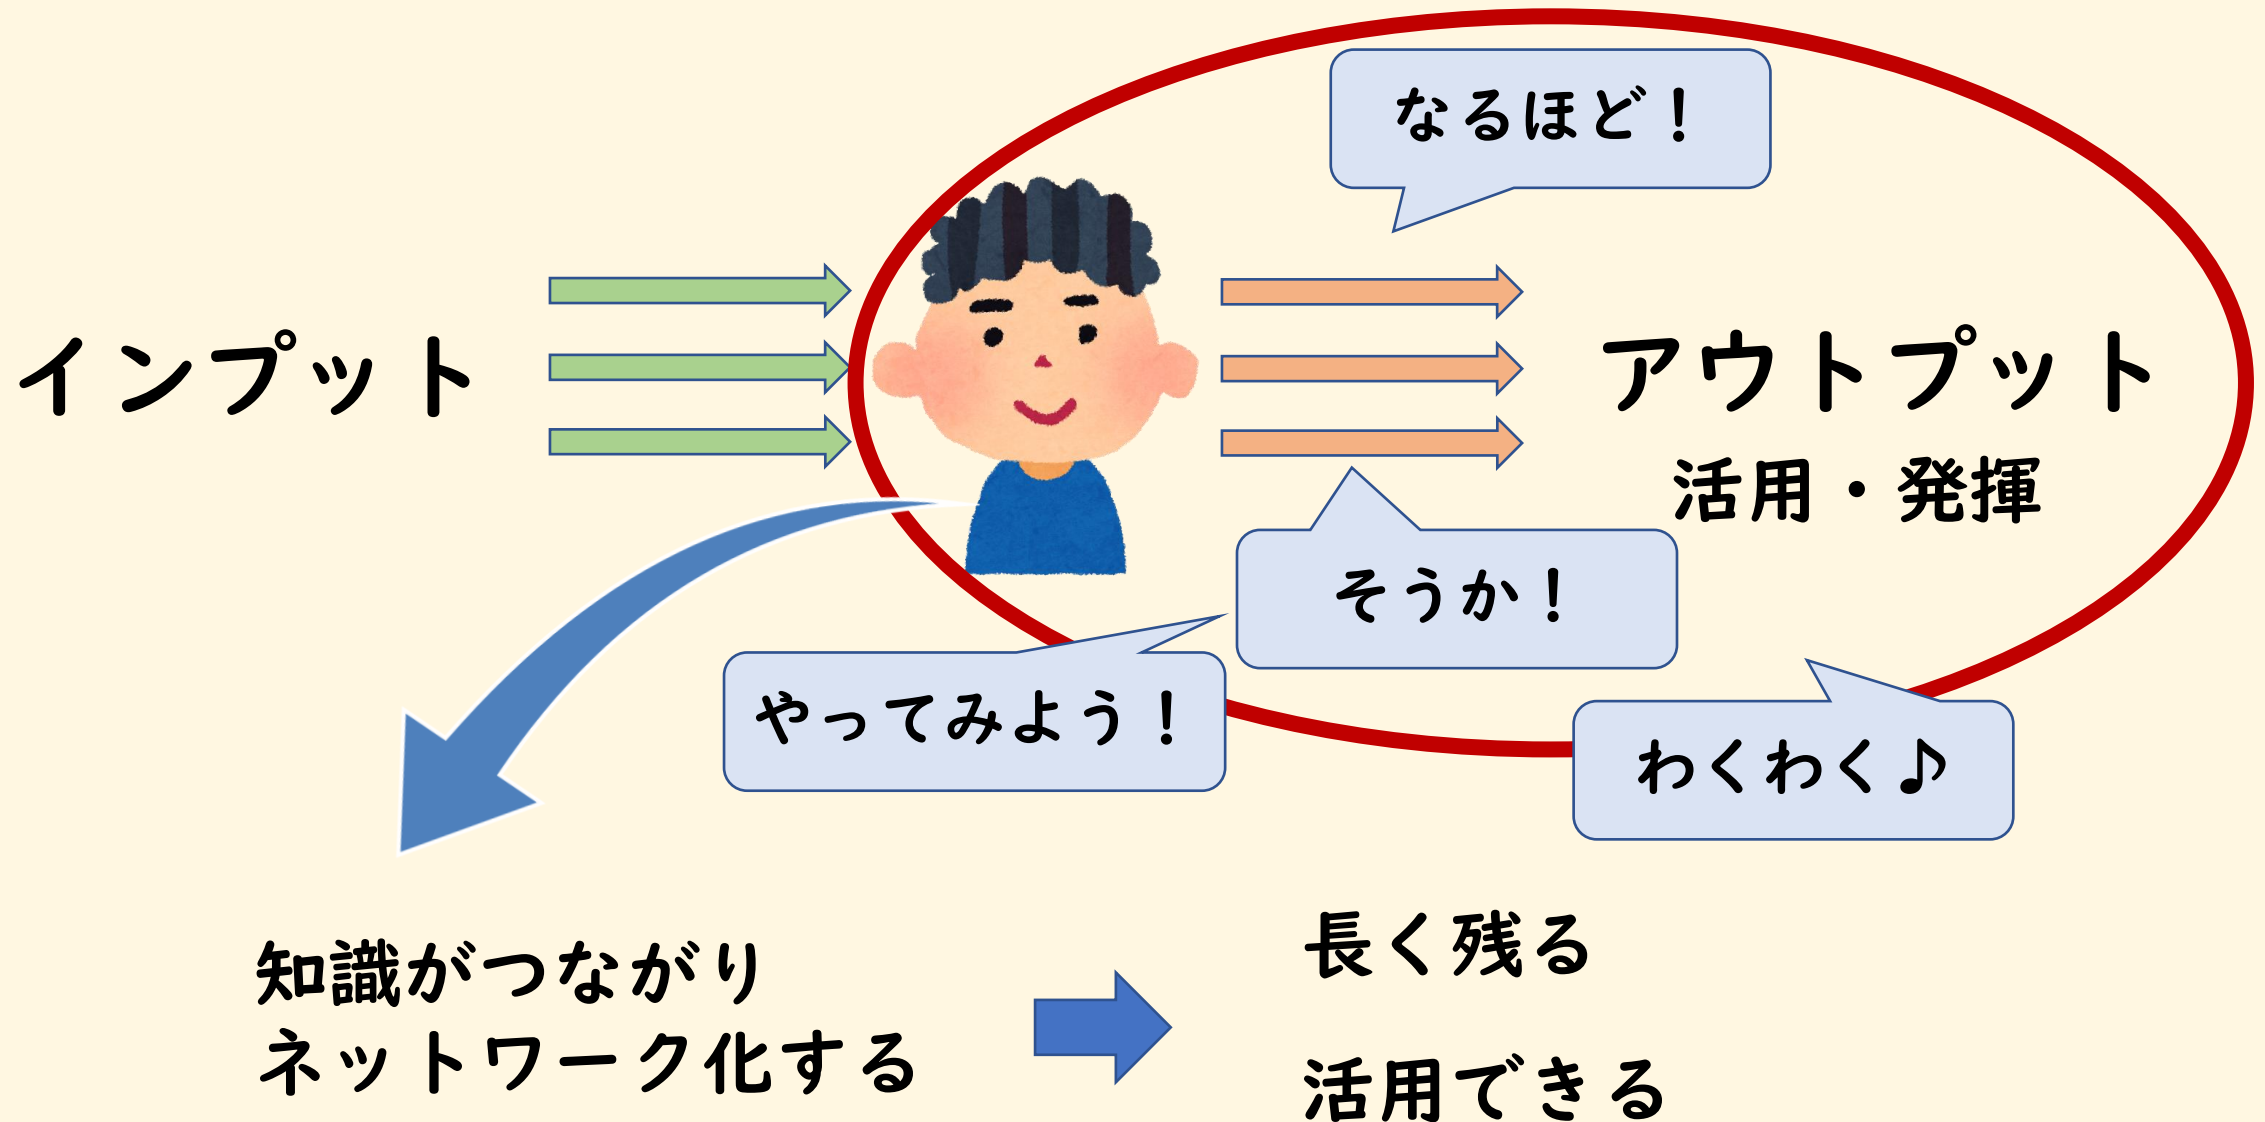 なるほど！
インプット
アウトプット
活用・発揮
そうか！
やってみよう！
わくわく♪
知識がつながり
ネットワーク化する
長く残る
活用できる